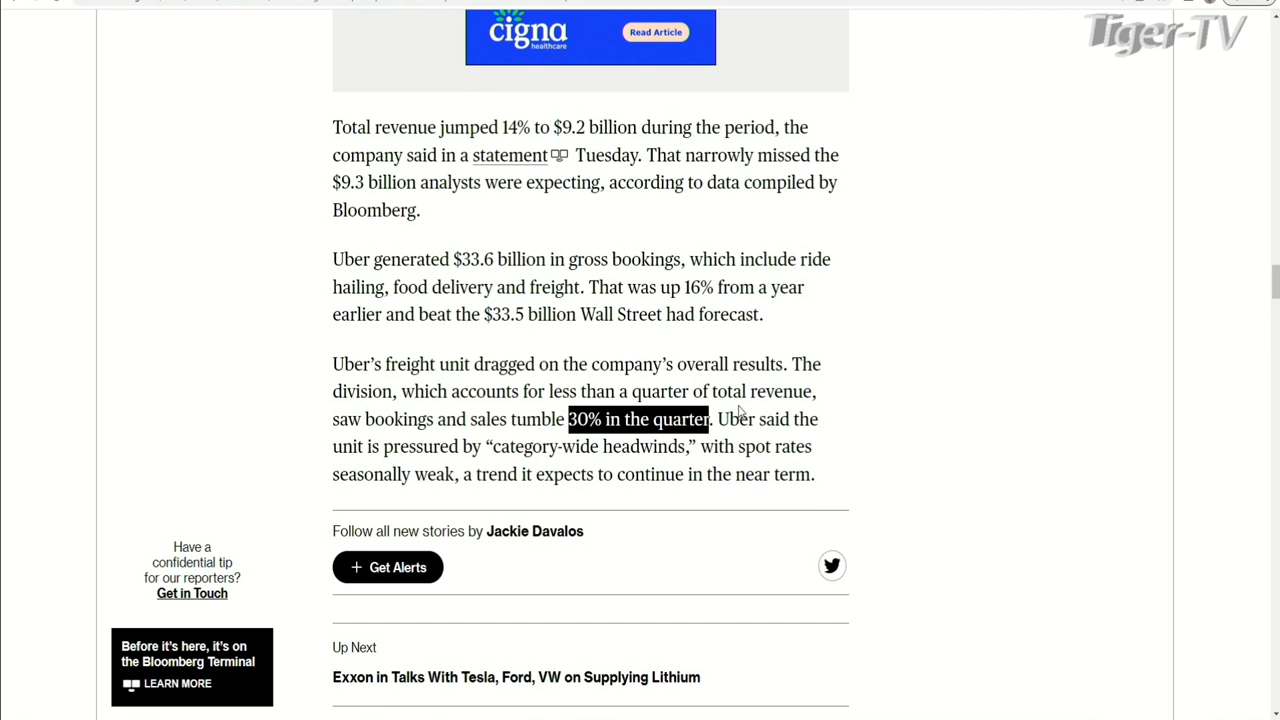 Tiger-TV
cigna
healthcare
Read Article
Total revenue jumped 14% to $9.2 billion during the period, the
company said in a statement Tuesday. That narrowly missed the
$9.3 billion analysts were expecting, according to data compiled by
Bloomberg.
Uber generated $33.6 billion in gross bookings, which include ride
hailing, food delivery and freight. That was up 16% from a year
earlier and beat the $33.5 billion Wall Street had forecast.
Uber’s freight unit dragged on the company’s overall results. The
division, which accounts for less than a quarter of total revenue,
saw bookings and sales tumble 30% in the quarter. Uber said the
unit is pressured by “category-wide headwinds,” with spot rates
seasonally weak, a trend it expects to continue in the near term.
Follow all new stories by Jackie Davalos
+ Get Alerts
Have a
confidential tip
for our reporters?
Get in Touch
Before it’s here, it’s on
the Bloomberg Terminal
LEARN MORE
Up Next
Exxon in Talks With Tesla, Ford, VW on Supplying Lithium